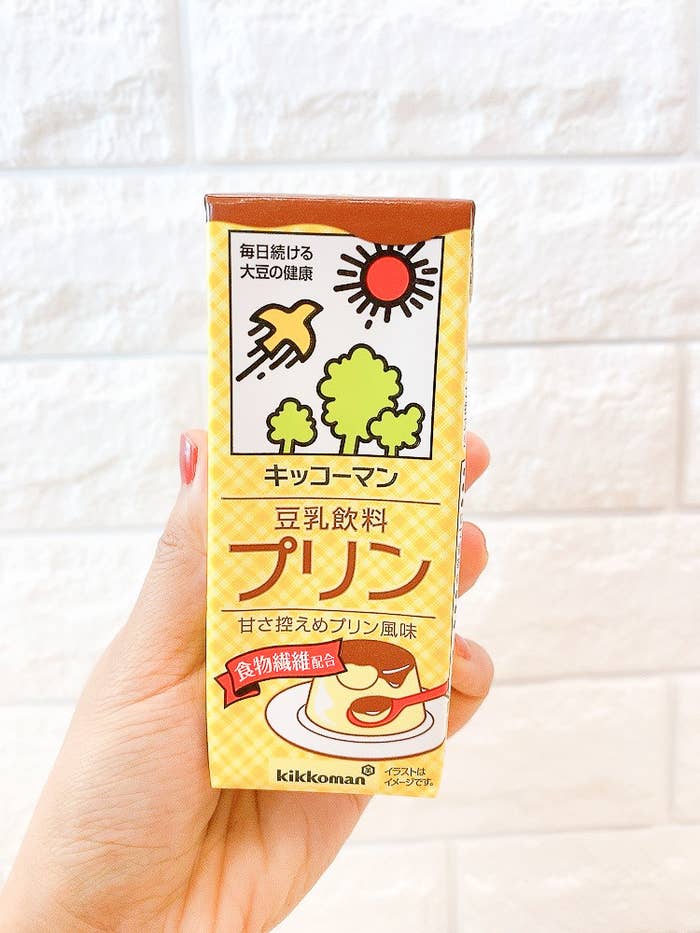 毎日続ける
大豆の健康
キッコーマン
豆乳飲料
プリン
甘さ控えめプリン風味
食物繊維配合
kikkoman
イラストは
イメージです。